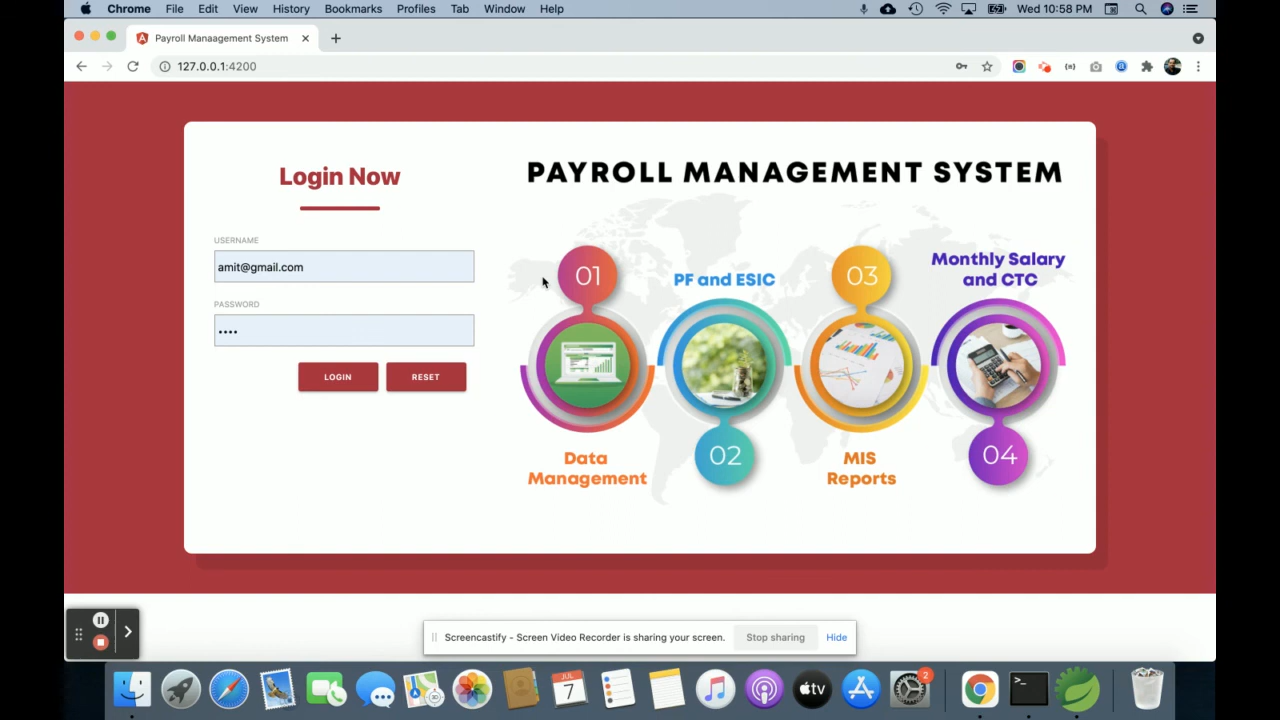 Chrome File Edit View History Bookmarks Profiles Tab Window Help Wed 10:58 PM
Payroll Manaagement System
127.0.0.1:4200
Login Now
USERNAME
amit@gmail.com
PASSWORD
••••
LOGIN RESET
PAYROLL MANAGEMENT SYSTEM
01
Data
Management
PF and ESIC
02
03
MIS
Reports
Monthly Salary
and CTC
04
Screencastify - Screen Video Recorder is sharing your screen. Stop sharing Hide
JUL
7
tv
2
>_